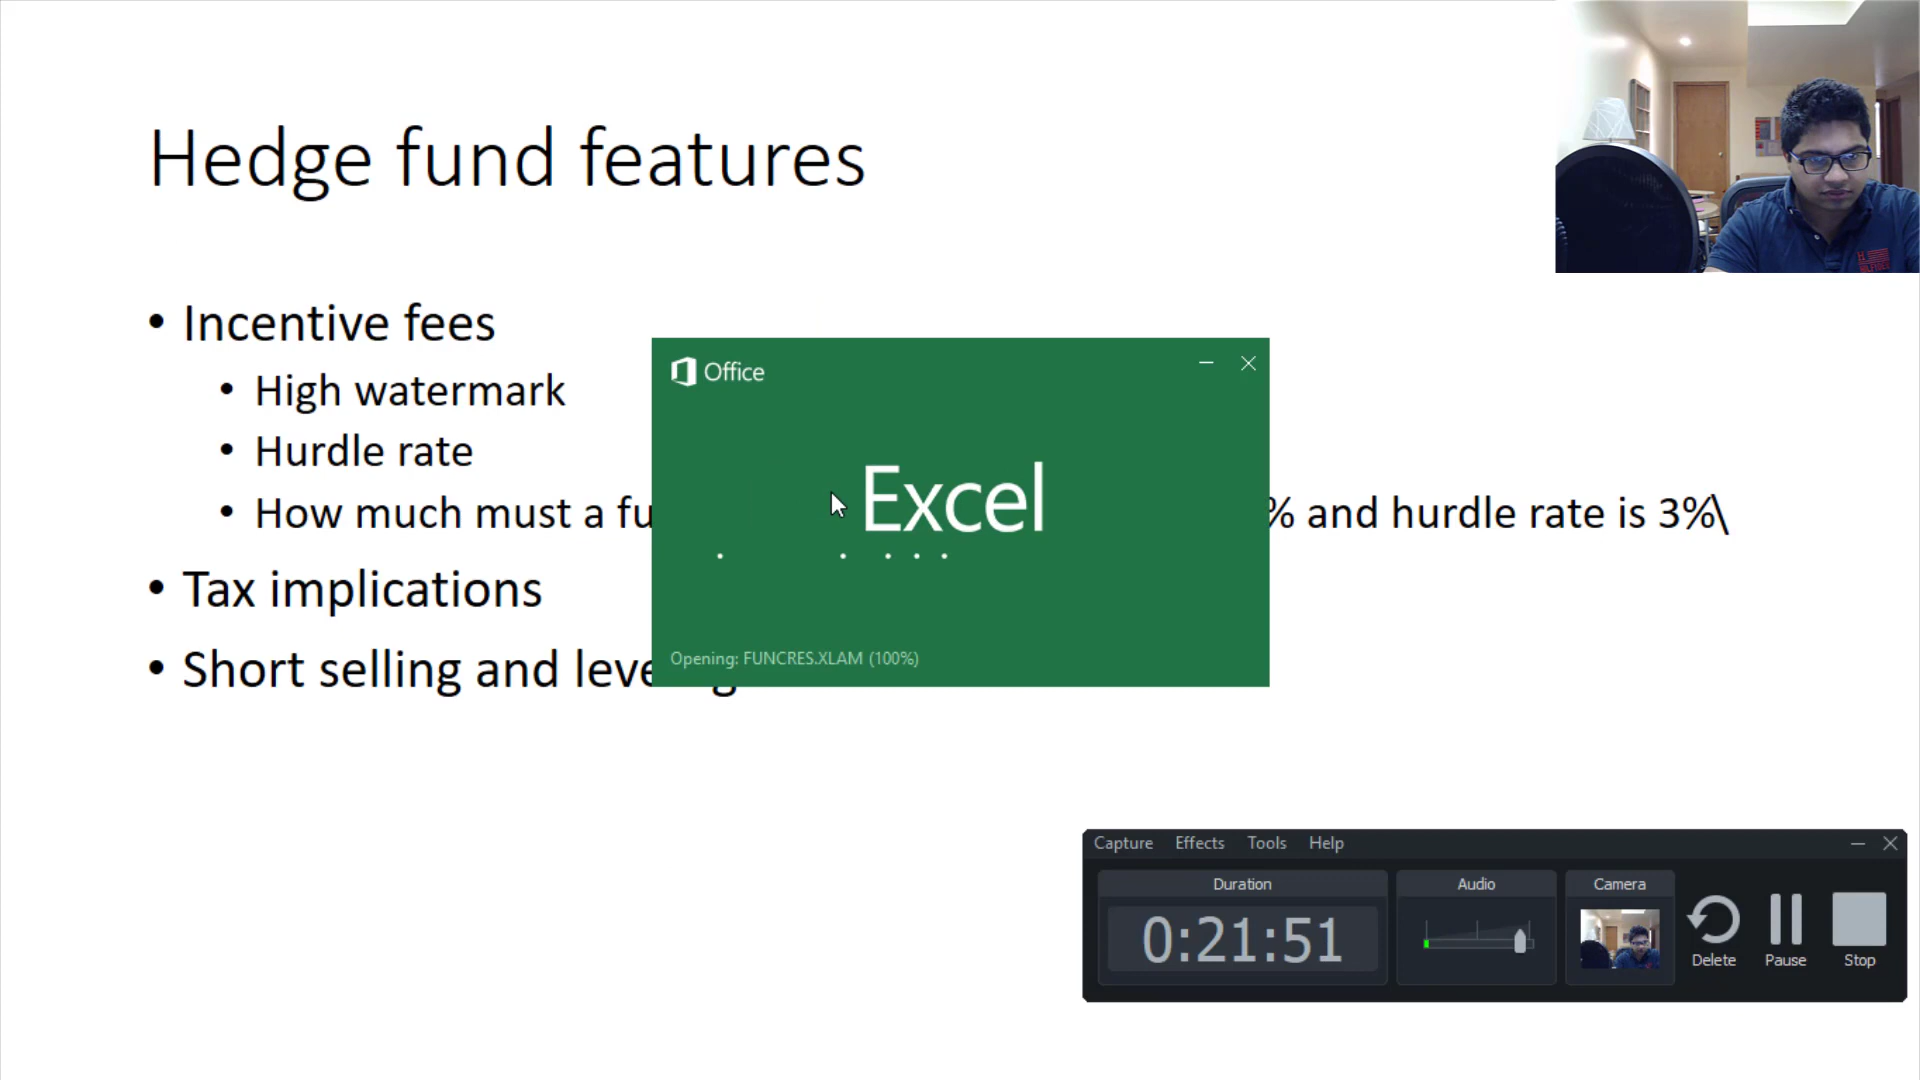 Hedge fund features
• Incentive fees
• High watermark
• Hurdle rate
• How much must a fu % and hurdle rate is 3%\
• Tax implications
• Short selling and leve g
Office
Excel
Opening: FUNCRES.XLAM (100%)
Capture Effects Tools Help
Duration Audio Camera
0:21:51
Delete Pause Stop